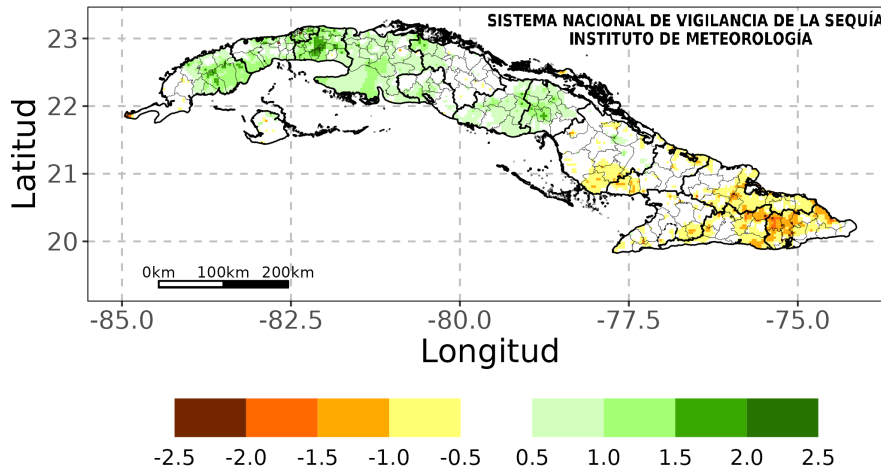 SISTEMA NACIONAL DE VIGILANCIA DE LA SEQUÍA
INSTITUTO DE METEOROLOGÍA
23
22
21
20
Latitud
0km 100km 200km
-85.0 -82.5 -80.0 -77.5 -75.0
Longitud
-2.5 -2.0 -1.5 -1.0 -0.5 0.5 1.0 1.5 2.0 2.5